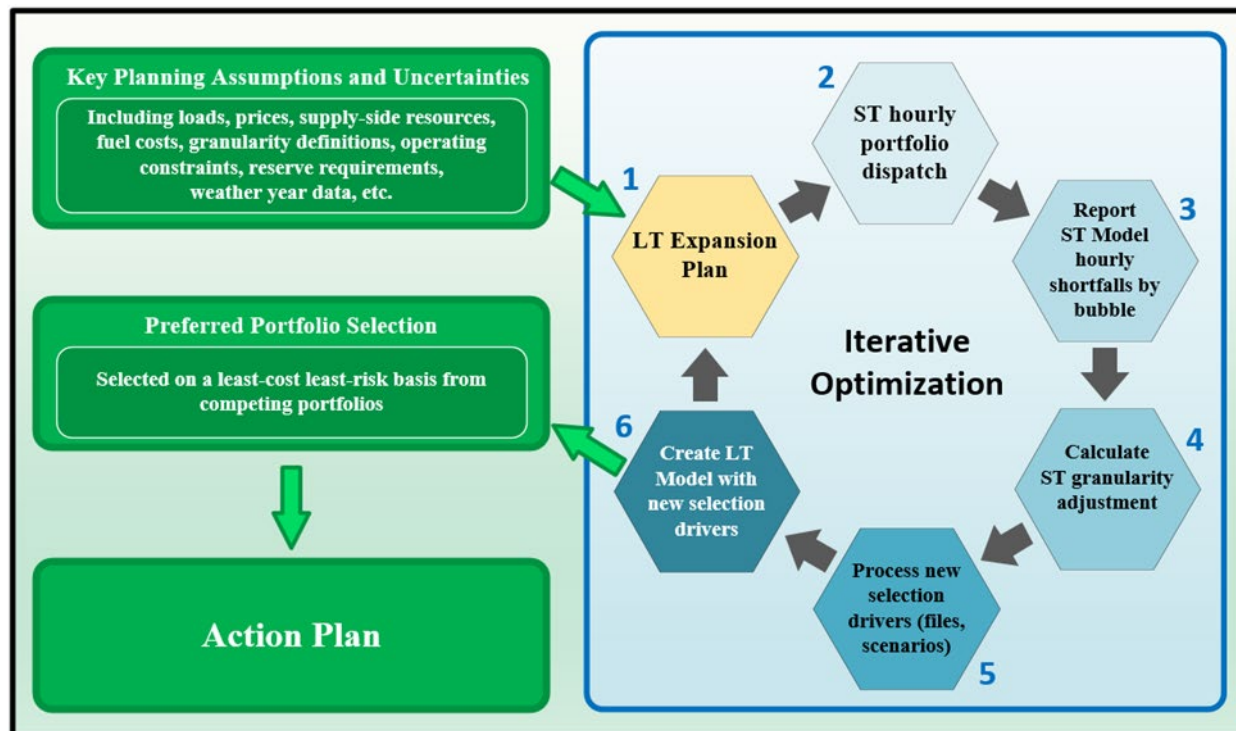 Key Planning Assumptions and Uncertainties
Including loads, prices, supply-side resources,
fuel costs, granularity definitions, operating
constraints, reserve requirements,
weather year data, etc.
Preferred Portfolio Selection
Selected on a least-cost least-risk basis from
competing portfolios
Action Plan
1
LT Expansion
Plan
2
ST hourly
portfolio
dispatch
3
Report
ST Model
hourly
shortfalls by
bubble
Iterative
Optimization
4
Calculate
ST granularity
adjustment
5
Process new
selection
drivers (files,
scenarios)
6
Create LT
Model with
new selection
drivers